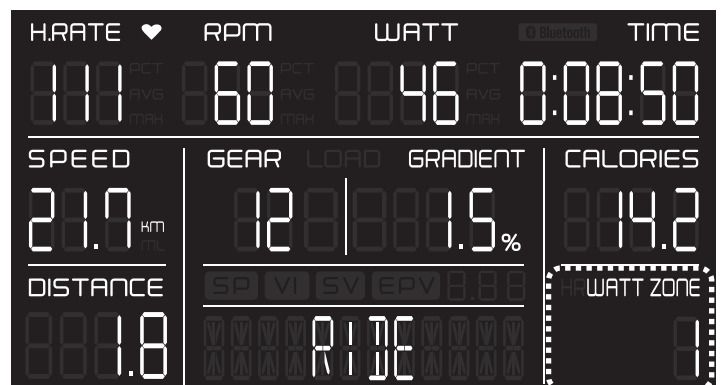 H.RATE RPM WATT Bluetooth TIME
PCT PCT PCT
AVG AVG AVG
MAX MAX MAX
111 60 46 0:08:50
SPEED GEAR LOAD GRADIENT CALORIES
21.7 KM ML 12 1.5 % 14.2
DISTANCE SP VI SV EPV HR WATT ZONE
1.8 RIDE 1